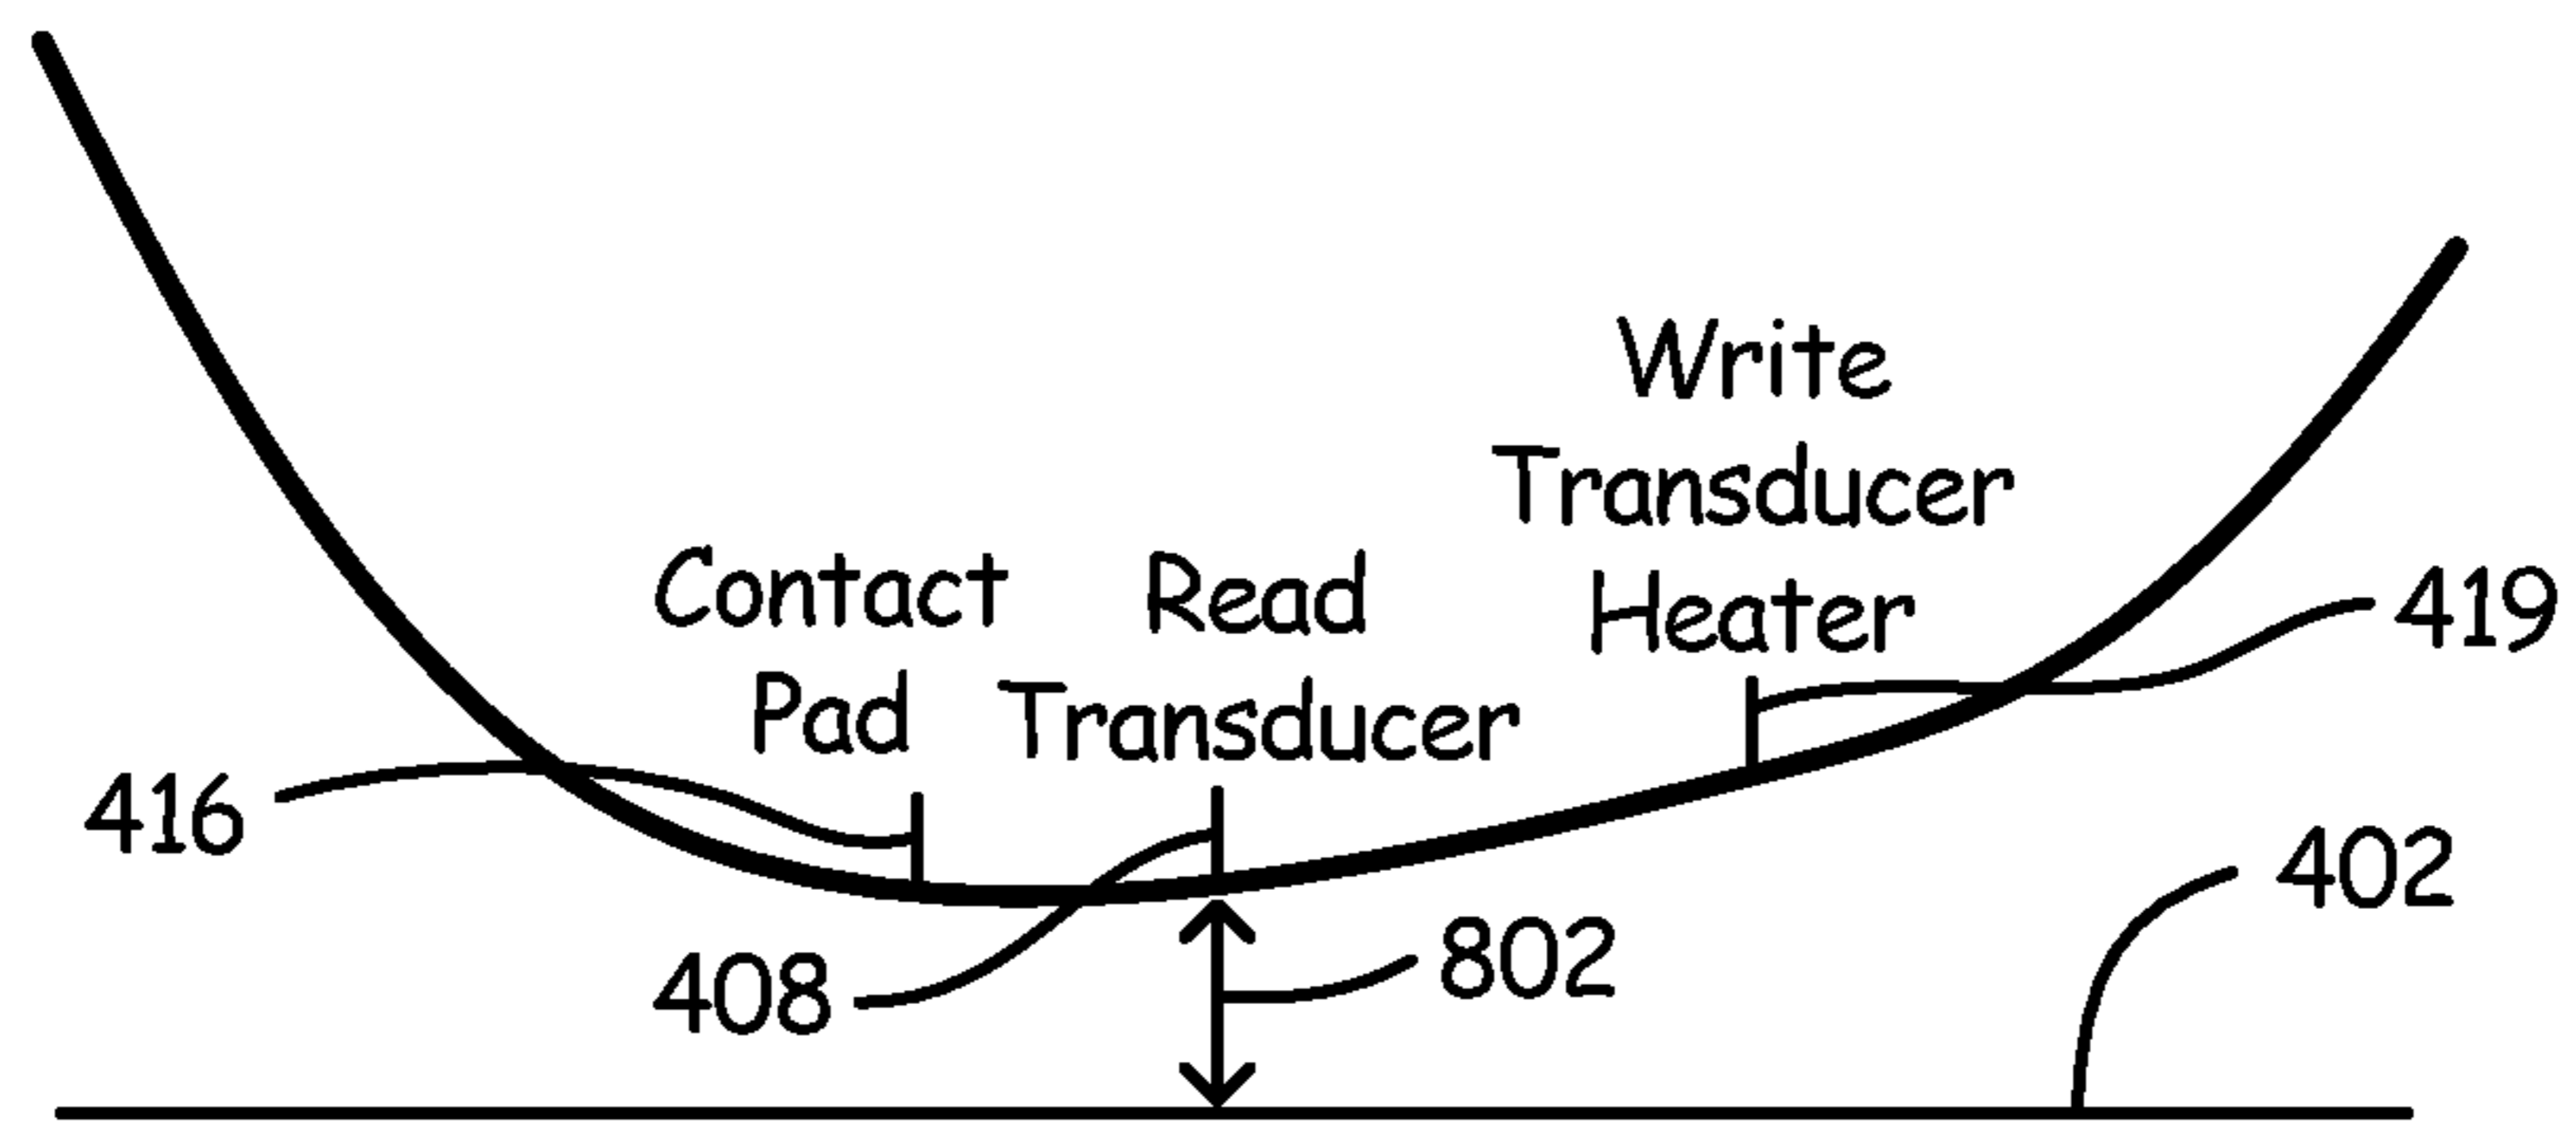 Write
Transducer
Heater
Contact
Pad
Read
Transducer
419
416
402
408
802